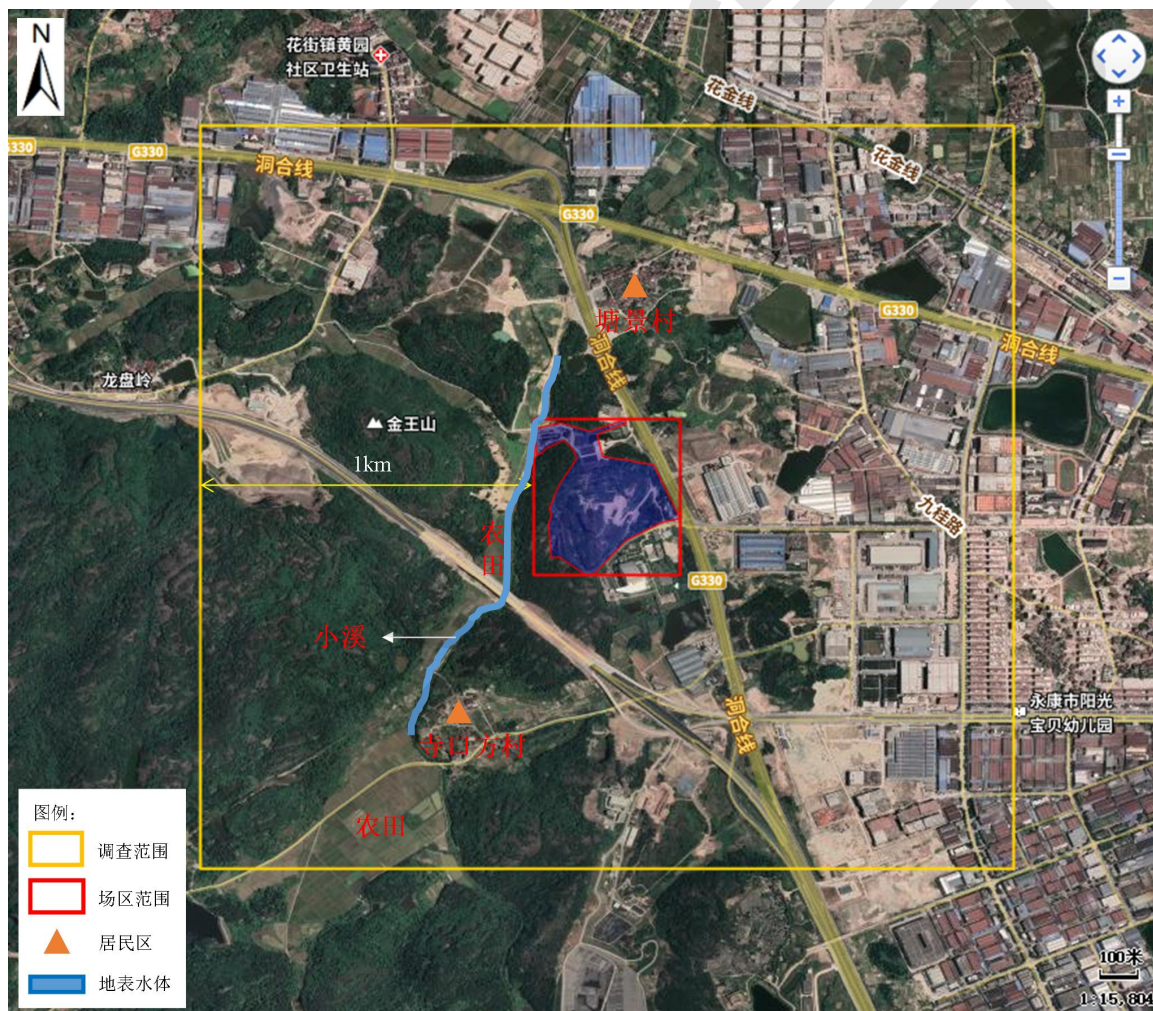 N
花街镇黄园
社区卫生站
花金线
花金线
G330
G330
洞合线
G330
塘景村
G330
洞合线
洞合线
龙盘岭
金王山
1km
九桂路
农
田
G330
小溪
洞合线
永康市阳光
宝贝幼儿园
寺口方村
农田
图例：
调查范围
场区范围
居民区
地表水体
100米
1:15,804